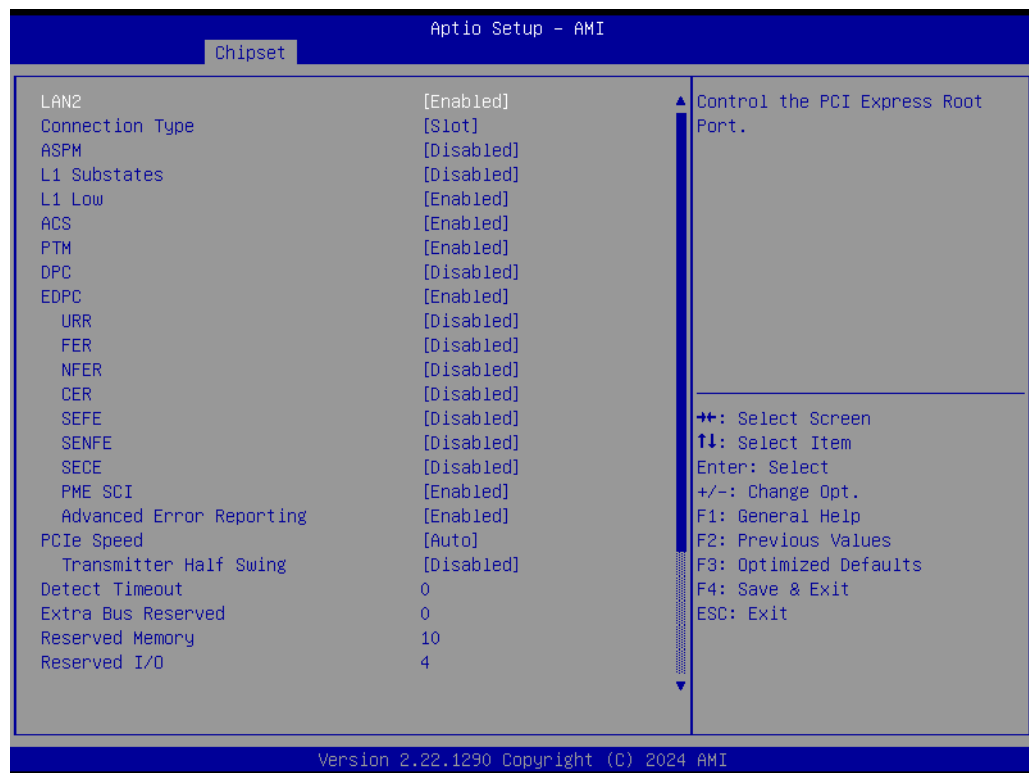 Aptio Setup – AMI
Chipset
LAN2 [Enabled]
Connection Type [Slot]
ASPM [Disabled]
L1 Substates [Disabled]
L1 Low [Enabled]
ACS [Enabled]
PTM [Enabled]
DPC [Disabled]
EDPC [Enabled]
URR [Disabled]
FER [Disabled]
NFER [Disabled]
CER [Disabled]
SEFE [Disabled]
SENFE [Disabled]
SECE [Disabled]
PME SCI [Enabled]
Advanced Error Reporting [Enabled]
PCIe Speed [Auto]
Transmitter Half Swing [Disabled]
Detect Timeout 0
Extra Bus Reserved 0
Reserved Memory 10
Reserved I/O 4
Control the PCI Express Root
Port.
→←: Select Screen
↑↓: Select Item
Enter: Select
+/-: Change Opt.
F1: General Help
F2: Previous Values
F3: Optimized Defaults
F4: Save & Exit
ESC: Exit
Version 2.22.1290 Copyright (C) 2024 AMI